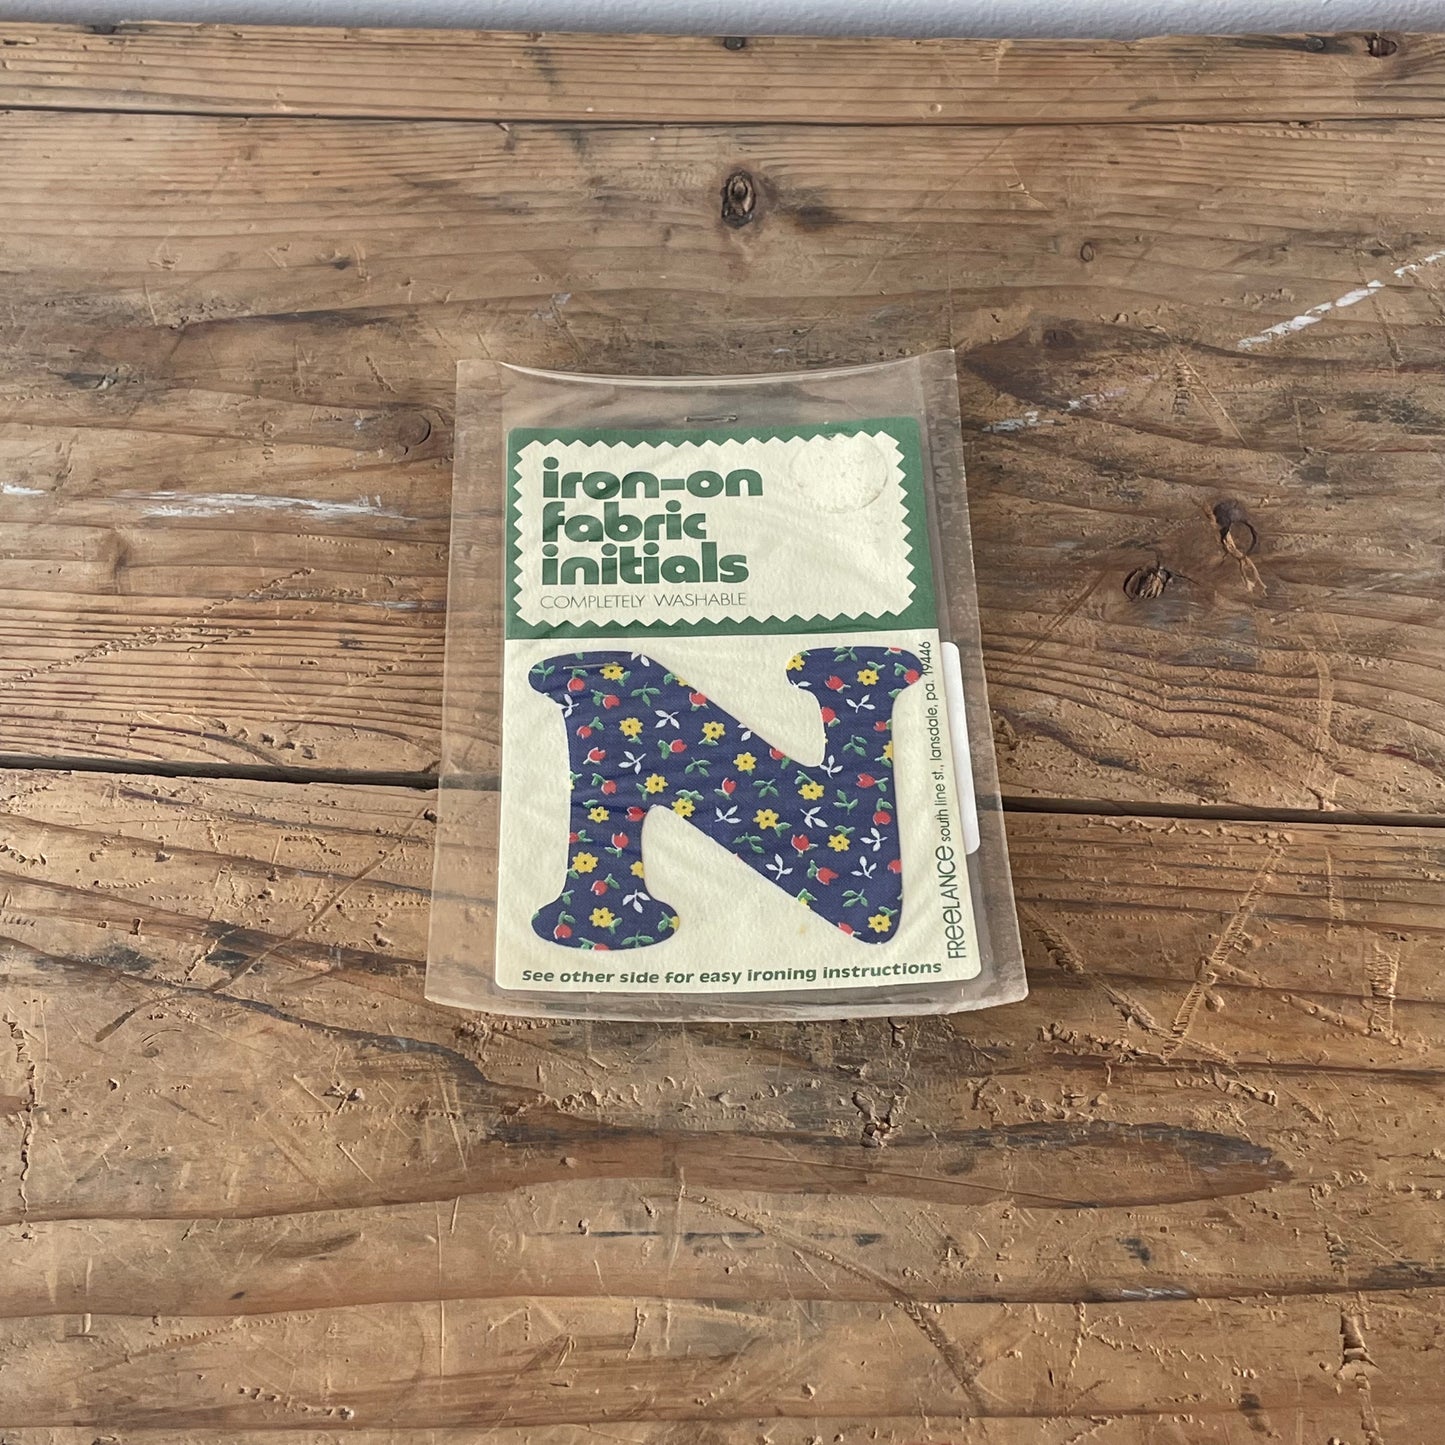 iron-on
fabric
initials
COMPLETELY WASHABLE
N
FReeLANCe south line st., lansdale, pa. 19446
See other side for easy ironing instructions